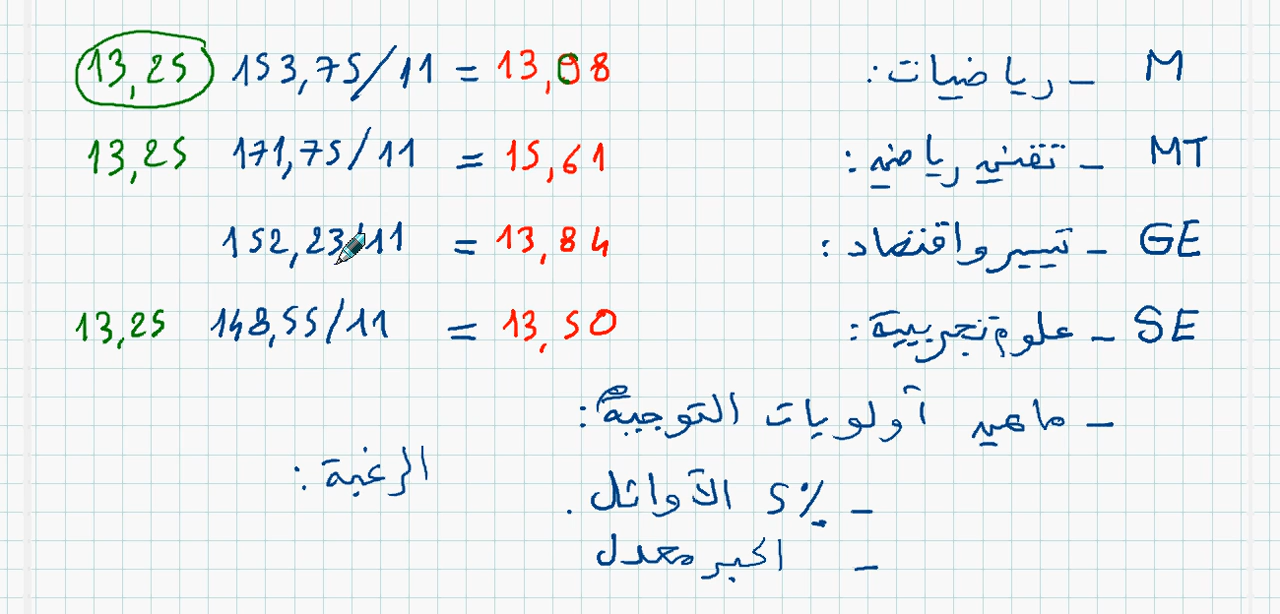 M – رياضيات: 13,08 = 153,75/11 13,25
MT – تقني رياضي: 15,61 = 171,75/11 13,25
GE – تسيير واقتصاد: 13,84 = 152,23/11
SE – علوم تجريبية: 13,50 = 148,55/11 13,25
– ماهي أولويات التوجيه:
الرغبة:
– 5% الأوائل.
– اكبر معدل